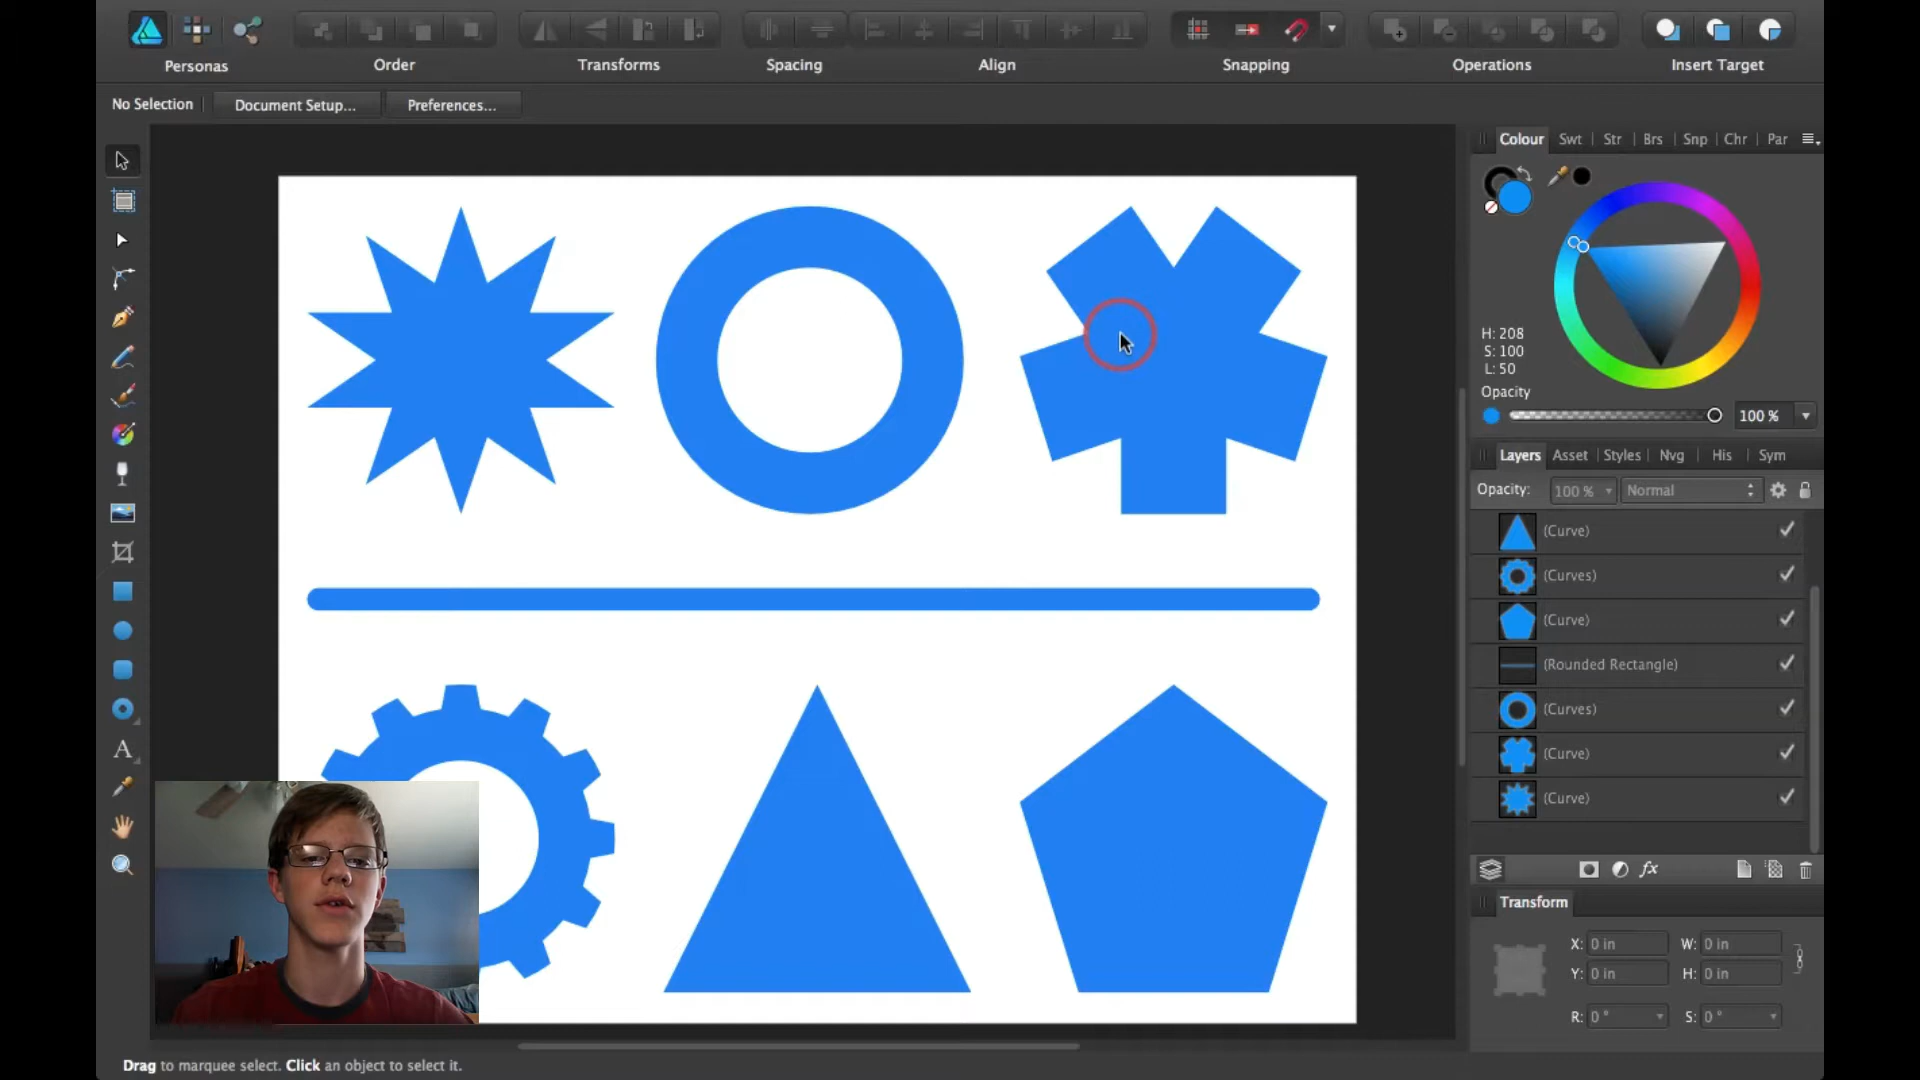 Personas Order Transforms Spacing Align Snapping Operations Insert Target
No Selection Document Setup... Preferences...
Colour Swt Str Brs Snp Chr Par
H: 208
S: 100
L: 50
Opacity
100 %
Layers Asset Styles Nvg His Sym
Opacity: 100 % Normal
(Curve)
(Curves)
(Curve)
(Rounded Rectangle)
(Curves)
(Curve)
(Curve)
A
fx
Transform
X: 0 in W: 0 in
Y: 0 in H: 0 in
R: 0 ° S: 0 °
Drag to marquee select. Click an object to select it.